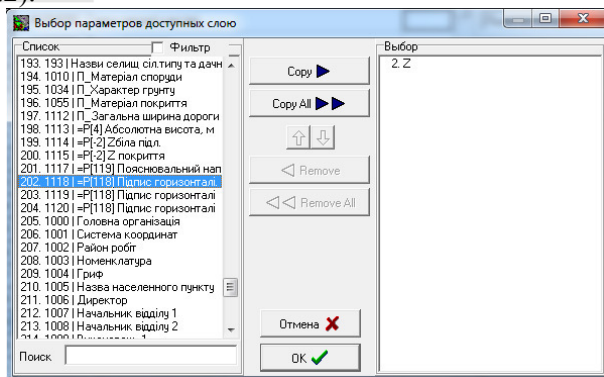 Выбор параметров доступных слою
Список
Фильтр
193. 193 | Назви селищ сіл.типу та дачн
194. 1010 | П_Матеріал споруди
195. 1034 | П_Характер грунту
196. 1055 | П_Матеріал покриття
197. 1112 | П_Загальна ширина дороги
198. 1113 | =P[4] Абсолютна висота, м
199. 1114 | =P[-2] Zбіла підл.
200. 1115 | =P[-2] Z покриття
201. 1117 | =P[119] Пояснювальний нап
202. 1118 | =P[118] Підпис горизонталі.
203. 1119 | =P[118] Підпис горизонталі
204. 1120 | =P[118] Підпис горизонталі
205. 1000 | Головна організація
206. 1001 | Система координат
207. 1002 | Район робіт
208. 1003 | Номенклатура
209. 1004 | Гриф
210. 1005 | Назва населенного пункту
211. 1006 | Директор
212. 1007 | Начальник відділу 1
213. 1008 | Начальник відділу 2
Поиск
Copy
Copy All
Remove
Remove All
Отмена
OK
Выбор
2. Z